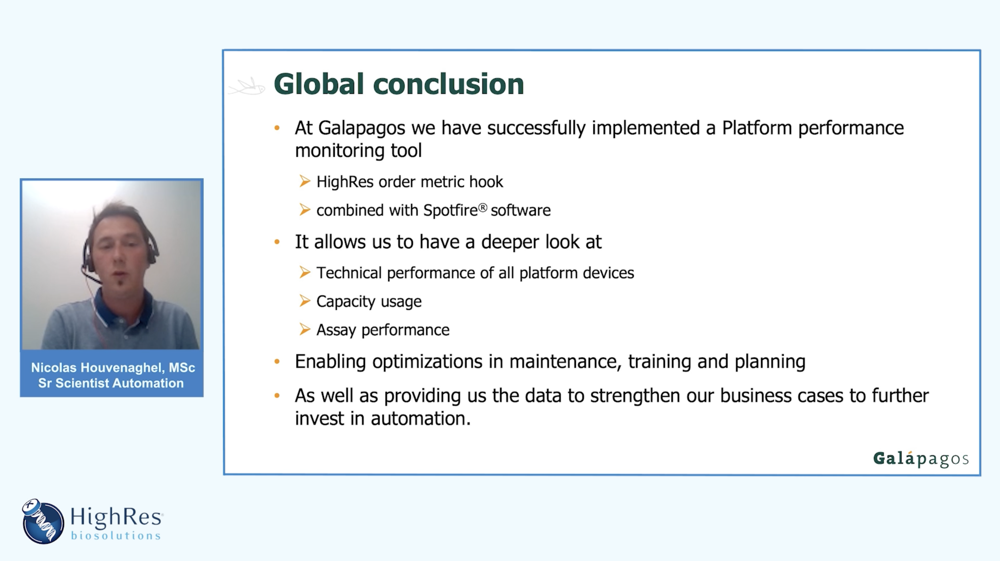 Global conclusion
• At Galapagos we have successfully implemented a Platform performance
monitoring tool
➢ HighRes order metric hook
➢ combined with Spotfire® software
• It allows us to have a deeper look at
➢ Technical performance of all platform devices
➢ Capacity usage
➢ Assay performance
• Enabling optimizations in maintenance, training and planning
• As well as providing us the data to strengthen our business cases to further
invest in automation.
Galápagos
Nicolas Houvenaghel, MSc
Sr Scientist Automation
HighRes®
biosolutions